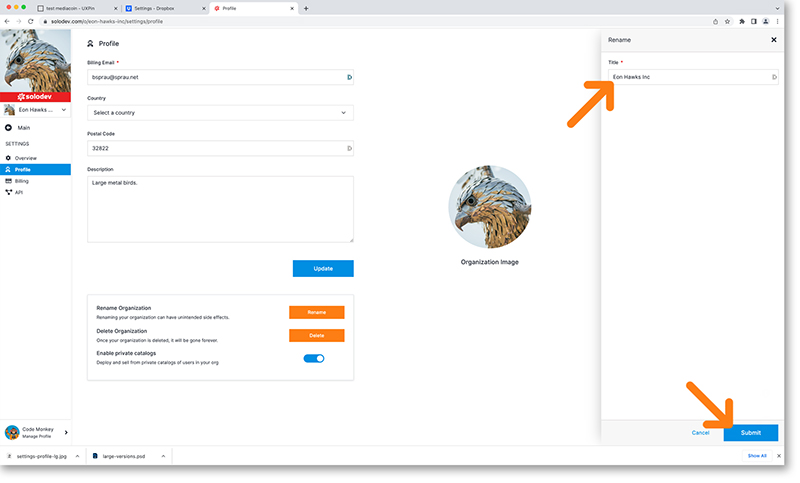 test mediacoin - UXPin
Settings - Dropbox
Profile
solodev.com/o/eon-hawks-inc/settings/profile
solodev
Eon Hawks ...
Main
SETTINGS
Overview
Profile
Billing
API
Code Monkey
Manage Profile
Profile
Billing Email *
bsprau@sprau.net
Country
Select a country
Postal Code
32822
Description
Large metal birds.
Update
Organization Image
Rename Organization
Renaming your organization can have unintended side effects.
Rename
Delete Organization
Once your organization is deleted, it will be gone forever.
Delete
Enable private catalogs
Deploy and sell from private catalogs of users in your org
Rename
Title *
Eon Hawks Inc
Cancel
Submit
settings-profile-lg.jpg
large-versions.psd
Show All